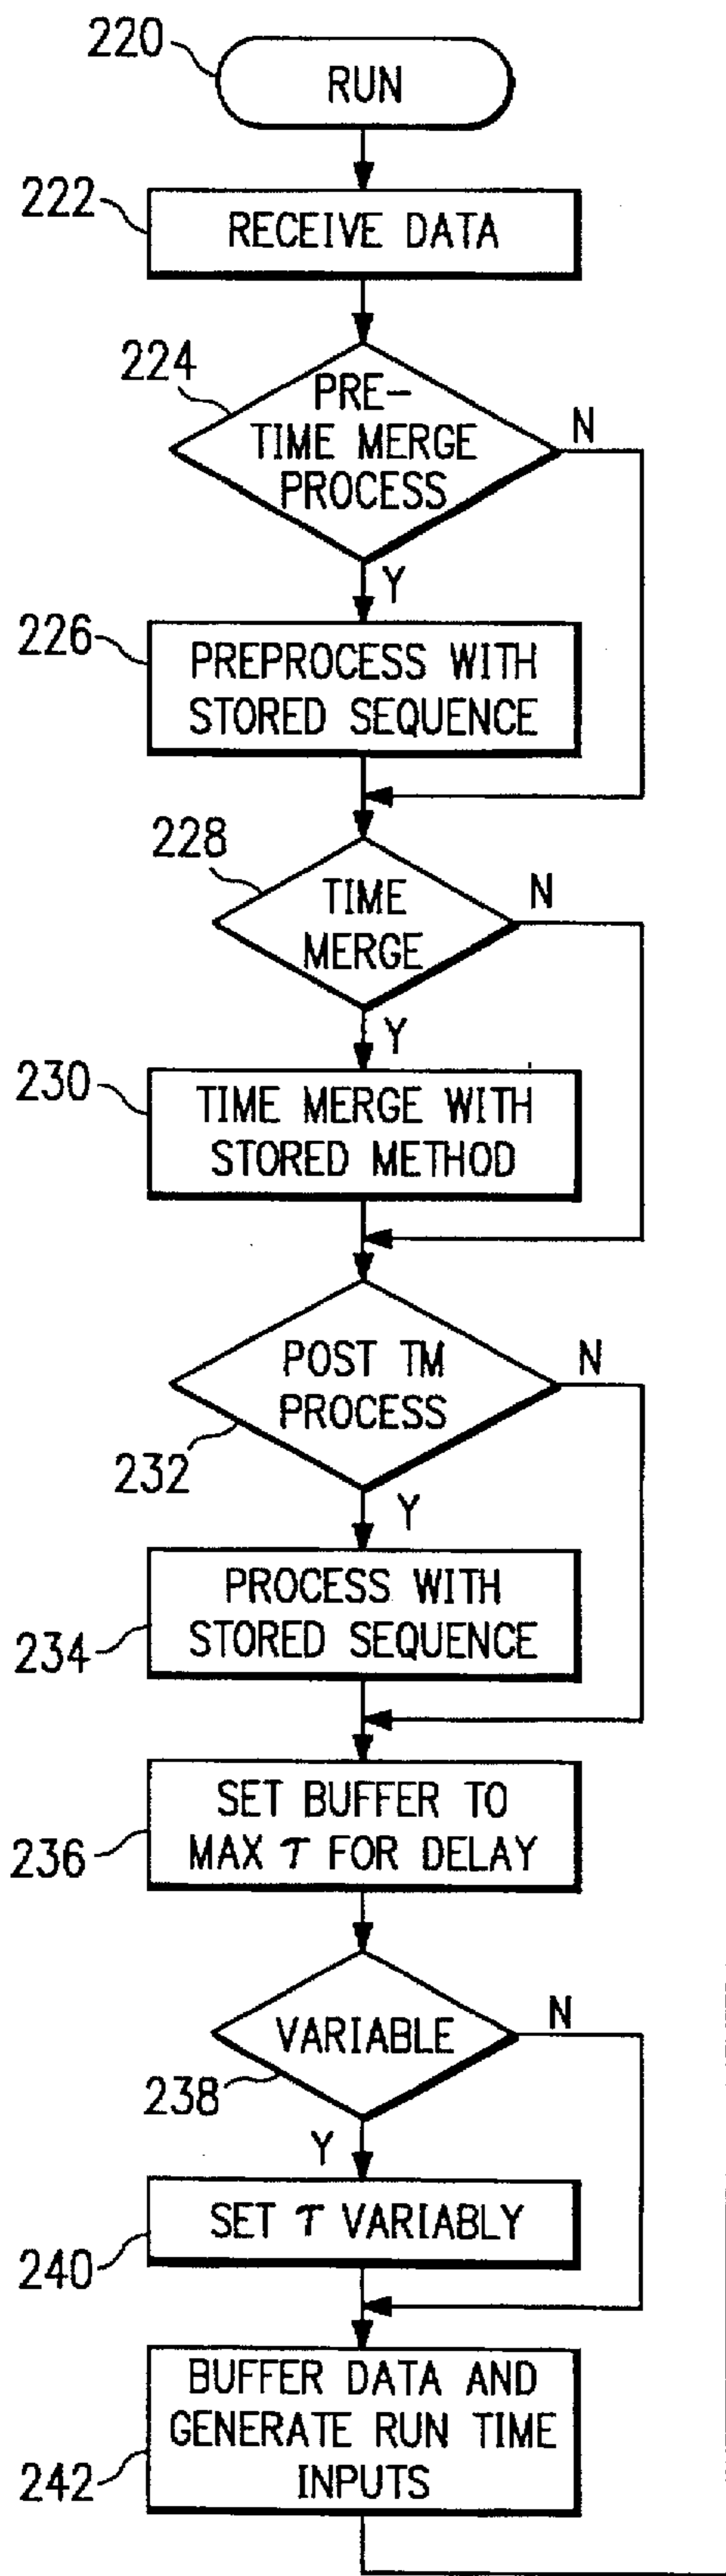 220
RUN
222
RECEIVE DATA
224
PRE-
TIME MERGE
PROCESS
N
Y
226
PREPROCESS WITH
STORED SEQUENCE
228
TIME
MERGE
N
Y
230
TIME MERGE WITH
STORED METHOD
POST TM
PROCESS
N
232
Y
PROCESS WITH
STORED SEQUENCE
234
SET BUFFER TO
MAX τ FOR DELAY
236
VARIABLE
N
238
Y
SET τ VARIABLY
240
BUFFER DATA AND
GENERATE RUN TIME
INPUTS
242